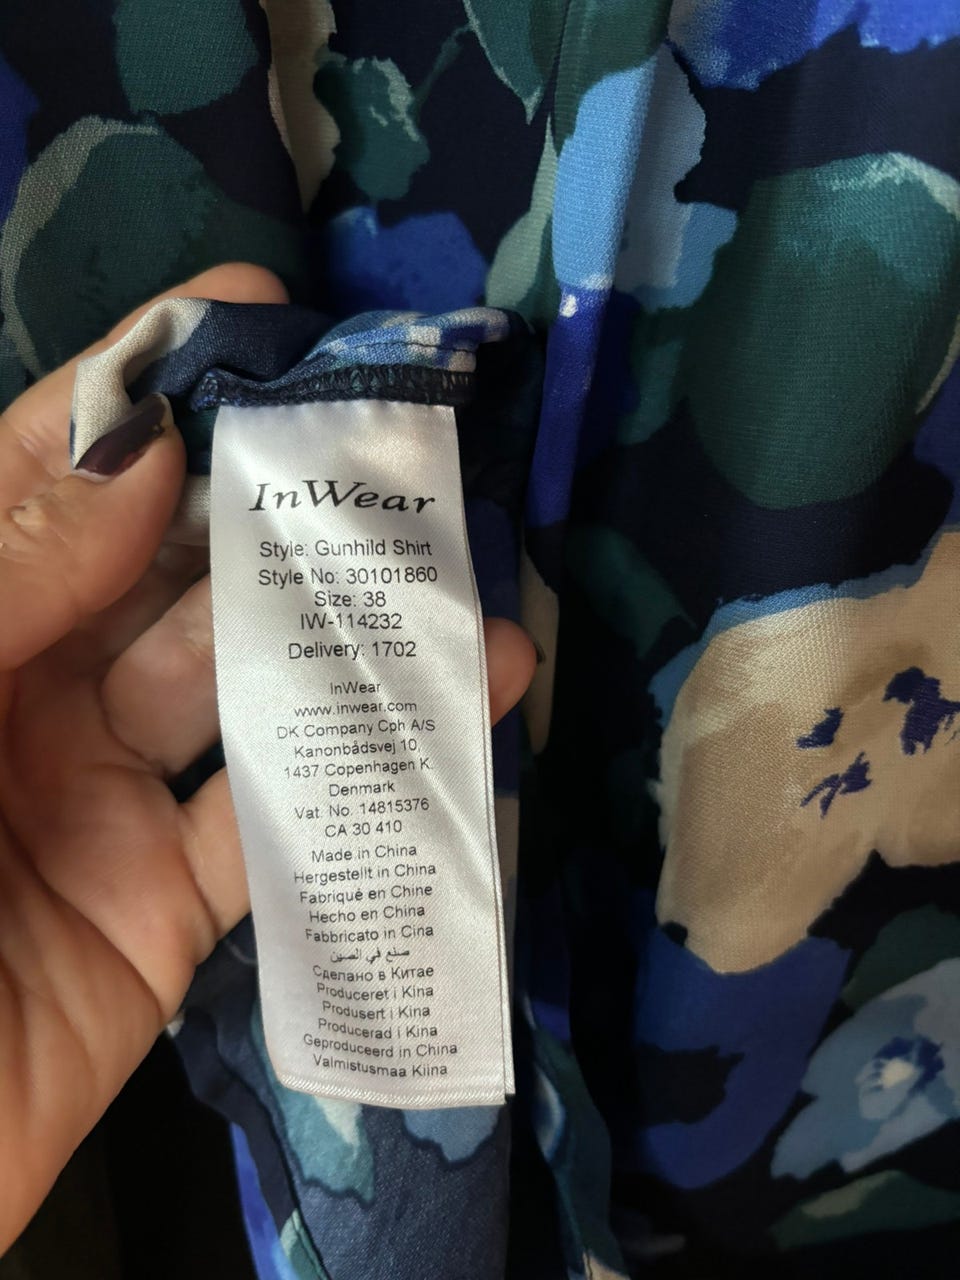 InWear
Style: Gunhild Shirt
Style No: 30101860
Size: 38
IW-114232
Delivery: 1702
InWear
www.inwear.com
DK Company Cph A/S
Kanonbådsvej 10,
1437 Copenhagen K.
Denmark
Vat. No. 14815376
CA 30 410
Made in China
Hergestellt in China
Fabriqué en Chine
Hecho en China
Fabbricato in Cina
صنع في الصين
Сделано в Китае
Produceret i Kina
Produsert i Kina
Producerad i Kina
Geproduceerd in China
Valmistusmaa Kiina